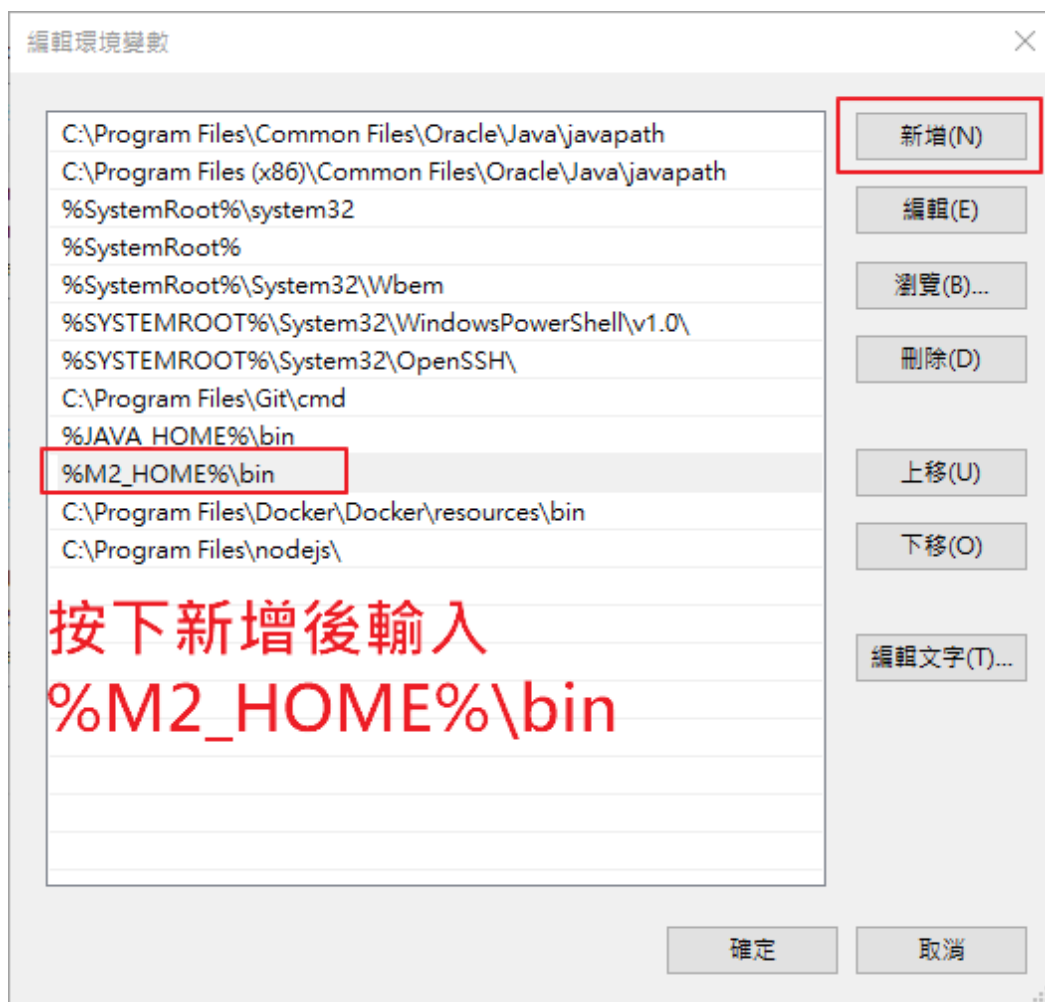 編輯環境變數
C:\Program Files\Common Files\Oracle\Java\javapath
C:\Program Files (x86)\Common Files\Oracle\Java\javapath
%SystemRoot%\system32
%SystemRoot%
%SystemRoot%\System32\Wbem
%SYSTEMROOT%\System32\WindowsPowerShell\v1.0\
%SYSTEMROOT%\System32\OpenSSH\
C:\Program Files\Git\cmd
%JAVA_HOME%\bin
%M2_HOME%\bin
C:\Program Files\Docker\Docker\resources\bin
C:\Program Files\nodejs\
按下新增後輸入
%M2_HOME%\bin
新增(N)
編輯(E)
瀏覽(B)...
刪除(D)
上移(U)
下移(O)
編輯文字(T)...
確定
取消